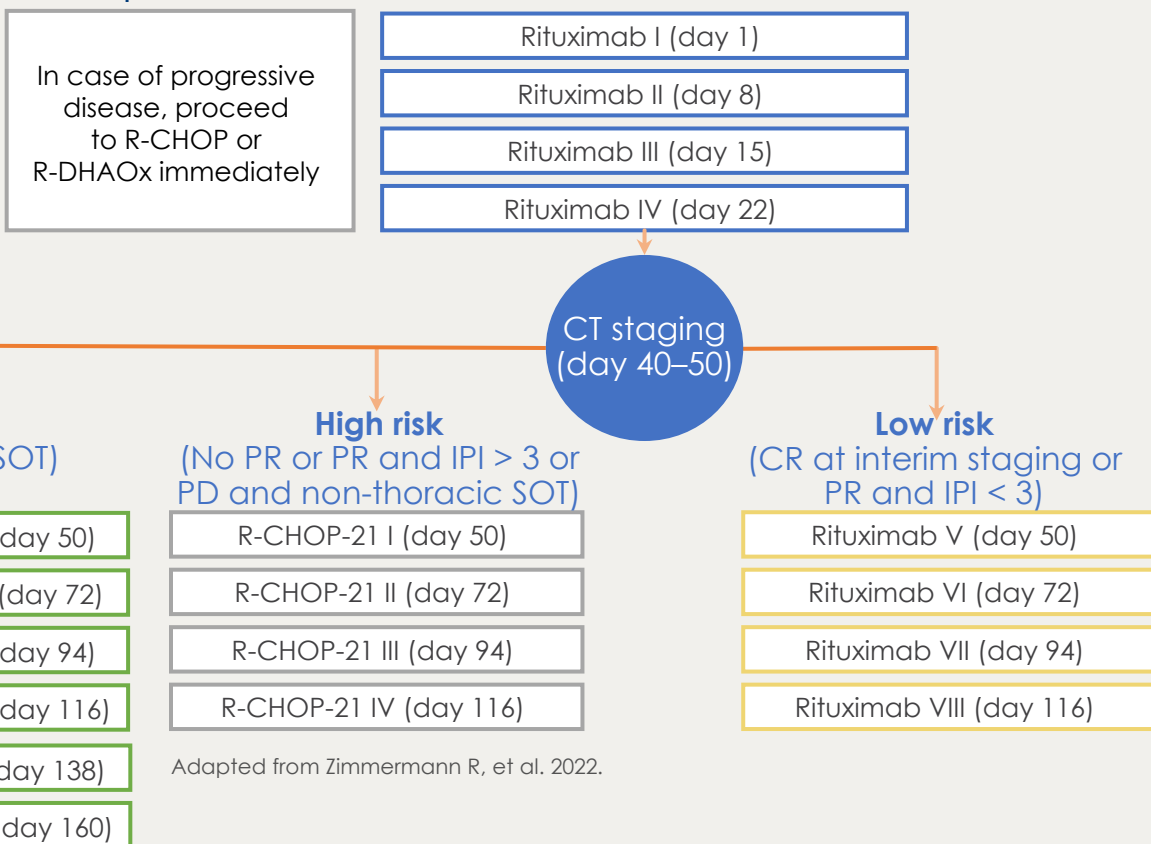 In case of progressive
disease, proceed
to R-CHOP or
R-DHAOx immediately
Rituximab I (day 1)
Rituximab II (day 8)
Rituximab III (day 15)
Rituximab IV (day 22)
CT staging
(day 40–50)
SOT)
day 50)
(day 72)
day 94)
day 116)
day 138)
day 160)
High risk
(No PR or PR and IPI > 3 or
PD and non-thoracic SOT)
R-CHOP-21 I (day 50)
R-CHOP-21 II (day 72)
R-CHOP-21 III (day 94)
R-CHOP-21 IV (day 116)
Adapted from Zimmermann R, et al. 2022.
Low risk
(CR at interim staging or
PR and IPI < 3)
Rituximab V (day 50)
Rituximab VI (day 72)
Rituximab VII (day 94)
Rituximab VIII (day 116)